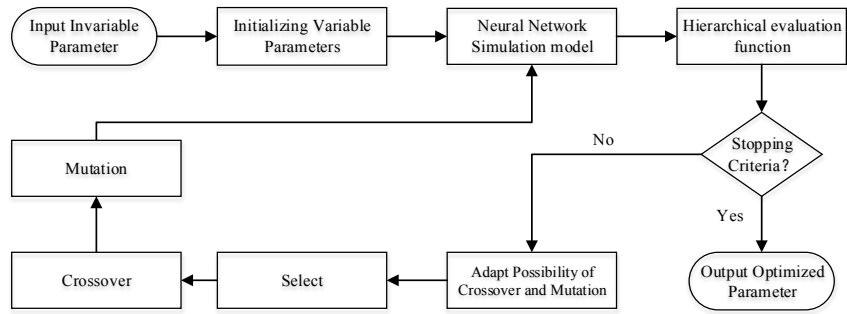 Input Invariable
Parameter
Initializing Variable
Parameters
Neural Network
Simulation model
Hierarchical evaluation
function
Stopping
Criteria?
No
Yes
Mutation
Crossover
Select
Adapt Possibility of
Crossover and Mutation
Output Optimized
Parameter